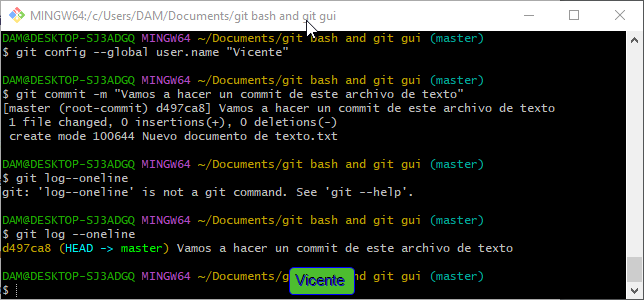 MINGW64:/c/Users/DAM/Documents/git bash and git gui
DAM@DESKTOP-SJ3ADGQ MINGW64 ~/Documents/git bash and git gui (master)
$ git config --global user.name "Vicente"
DAM@DESKTOP-SJ3ADGQ MINGW64 ~/Documents/git bash and git gui (master)
$ git commit -m "Vamos a hacer un commit de este archivo de texto"
[master (root-commit) d497ca8] Vamos a hacer un commit de este archivo de texto
1 file changed, 0 insertions(+), 0 deletions(-)
create mode 100644 Nuevo documento de texto.txt
DAM@DESKTOP-SJ3ADGQ MINGW64 ~/Documents/git bash and git gui (master)
$ git log--oneline
git: 'log--oneline' is not a git command. See 'git --help'.
DAM@DESKTOP-SJ3ADGQ MINGW64 ~/Documents/git bash and git gui (master)
$ git log --oneline
d497ca8 (HEAD -> master) Vamos a hacer un commit de este archivo de texto
DAM@DESKTOP-SJ3ADGQ MINGW64 ~/Documents/git bash and git gui (master)
$
Vicente